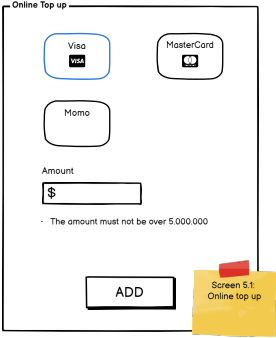 Online Top up
Visa
VISA
MasterCard
Momo
Amount
$
- The amount must not be over 5.000.000
ADD
Screen 5.1:
Online top up